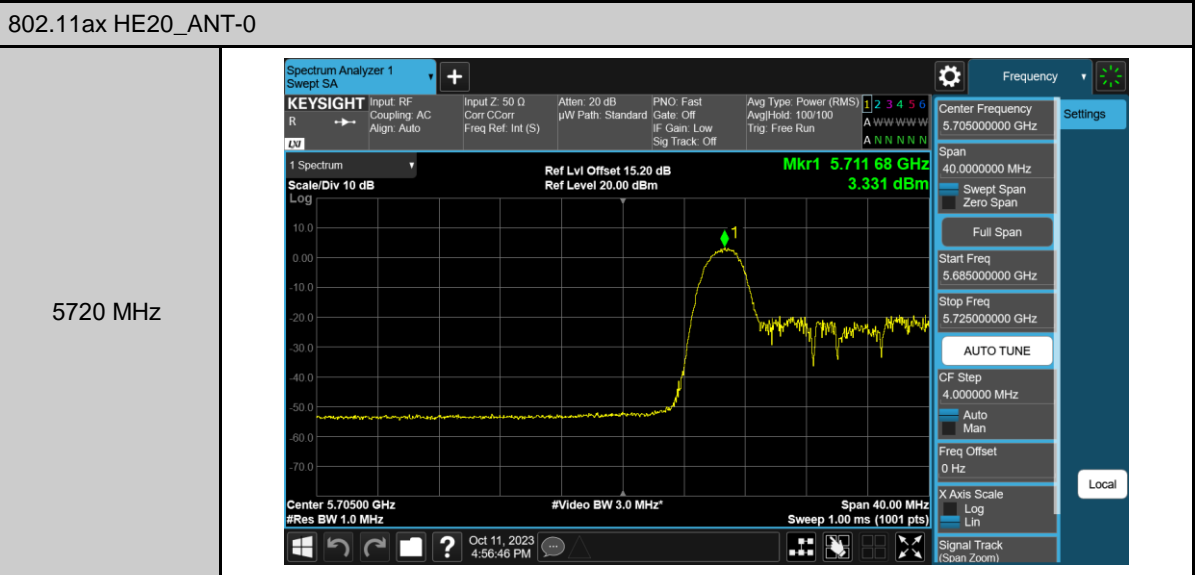 802.11ax HE20_ANT-0
5720 MHz
Spectrum Analyzer 1
Swept SA
Frequency
KEYSIGHT
R
LXI
Input: RF
Coupling: AC
Align: Auto
Input Z: 50 Ω
Corr CCorr
Freq Ref: Int (S)
Atten: 20 dB
µW Path: Standard
PNO: Fast
Gate: Off
IF Gain: Low
Sig Track: Off
Avg Type: Power (RMS)
Avg|Hold: 100/100
Trig: Free Run
1 2 3 4 5 6
A W W W W W
A N N N N N
1 Spectrum
Scale/Div 10 dB
Log
Ref Lvl Offset 15.20 dB
Ref Level 20.00 dBm
Mkr1 5.711 68 GHz
3.331 dBm
1
10.0
0.00
-10.0
-20.0
-30.0
-40.0
-50.0
-60.0
-70.0
Center 5.70500 GHz
#Res BW 1.0 MHz
#Video BW 3.0 MHz*
Span 40.00 MHz
Sweep 1.00 ms (1001 pts)
?
Oct 11, 2023
4:56:46 PM
Center Frequency
5.705000000 GHz
Span
40.0000000 MHz
Swept Span
Zero Span
Full Span
Start Freq
5.685000000 GHz
Stop Freq
5.725000000 GHz
AUTO TUNE
CF Step
4.000000 MHz
Auto
Man
Freq Offset
0 Hz
X Axis Scale
Log
Lin
Signal Track
(Span Zoom)
Settings
Local